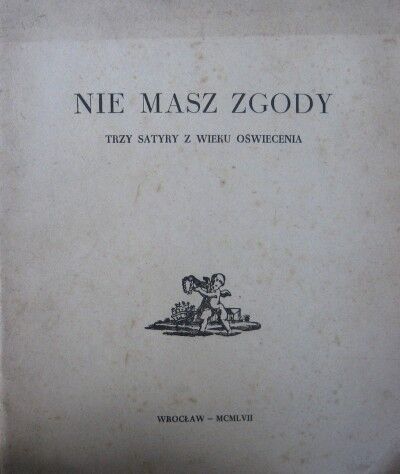 NIE MASZ ZGODY
TRZY SATYRY Z WIEKU OŚWIECENIA
WROCŁAW — MCMLVII